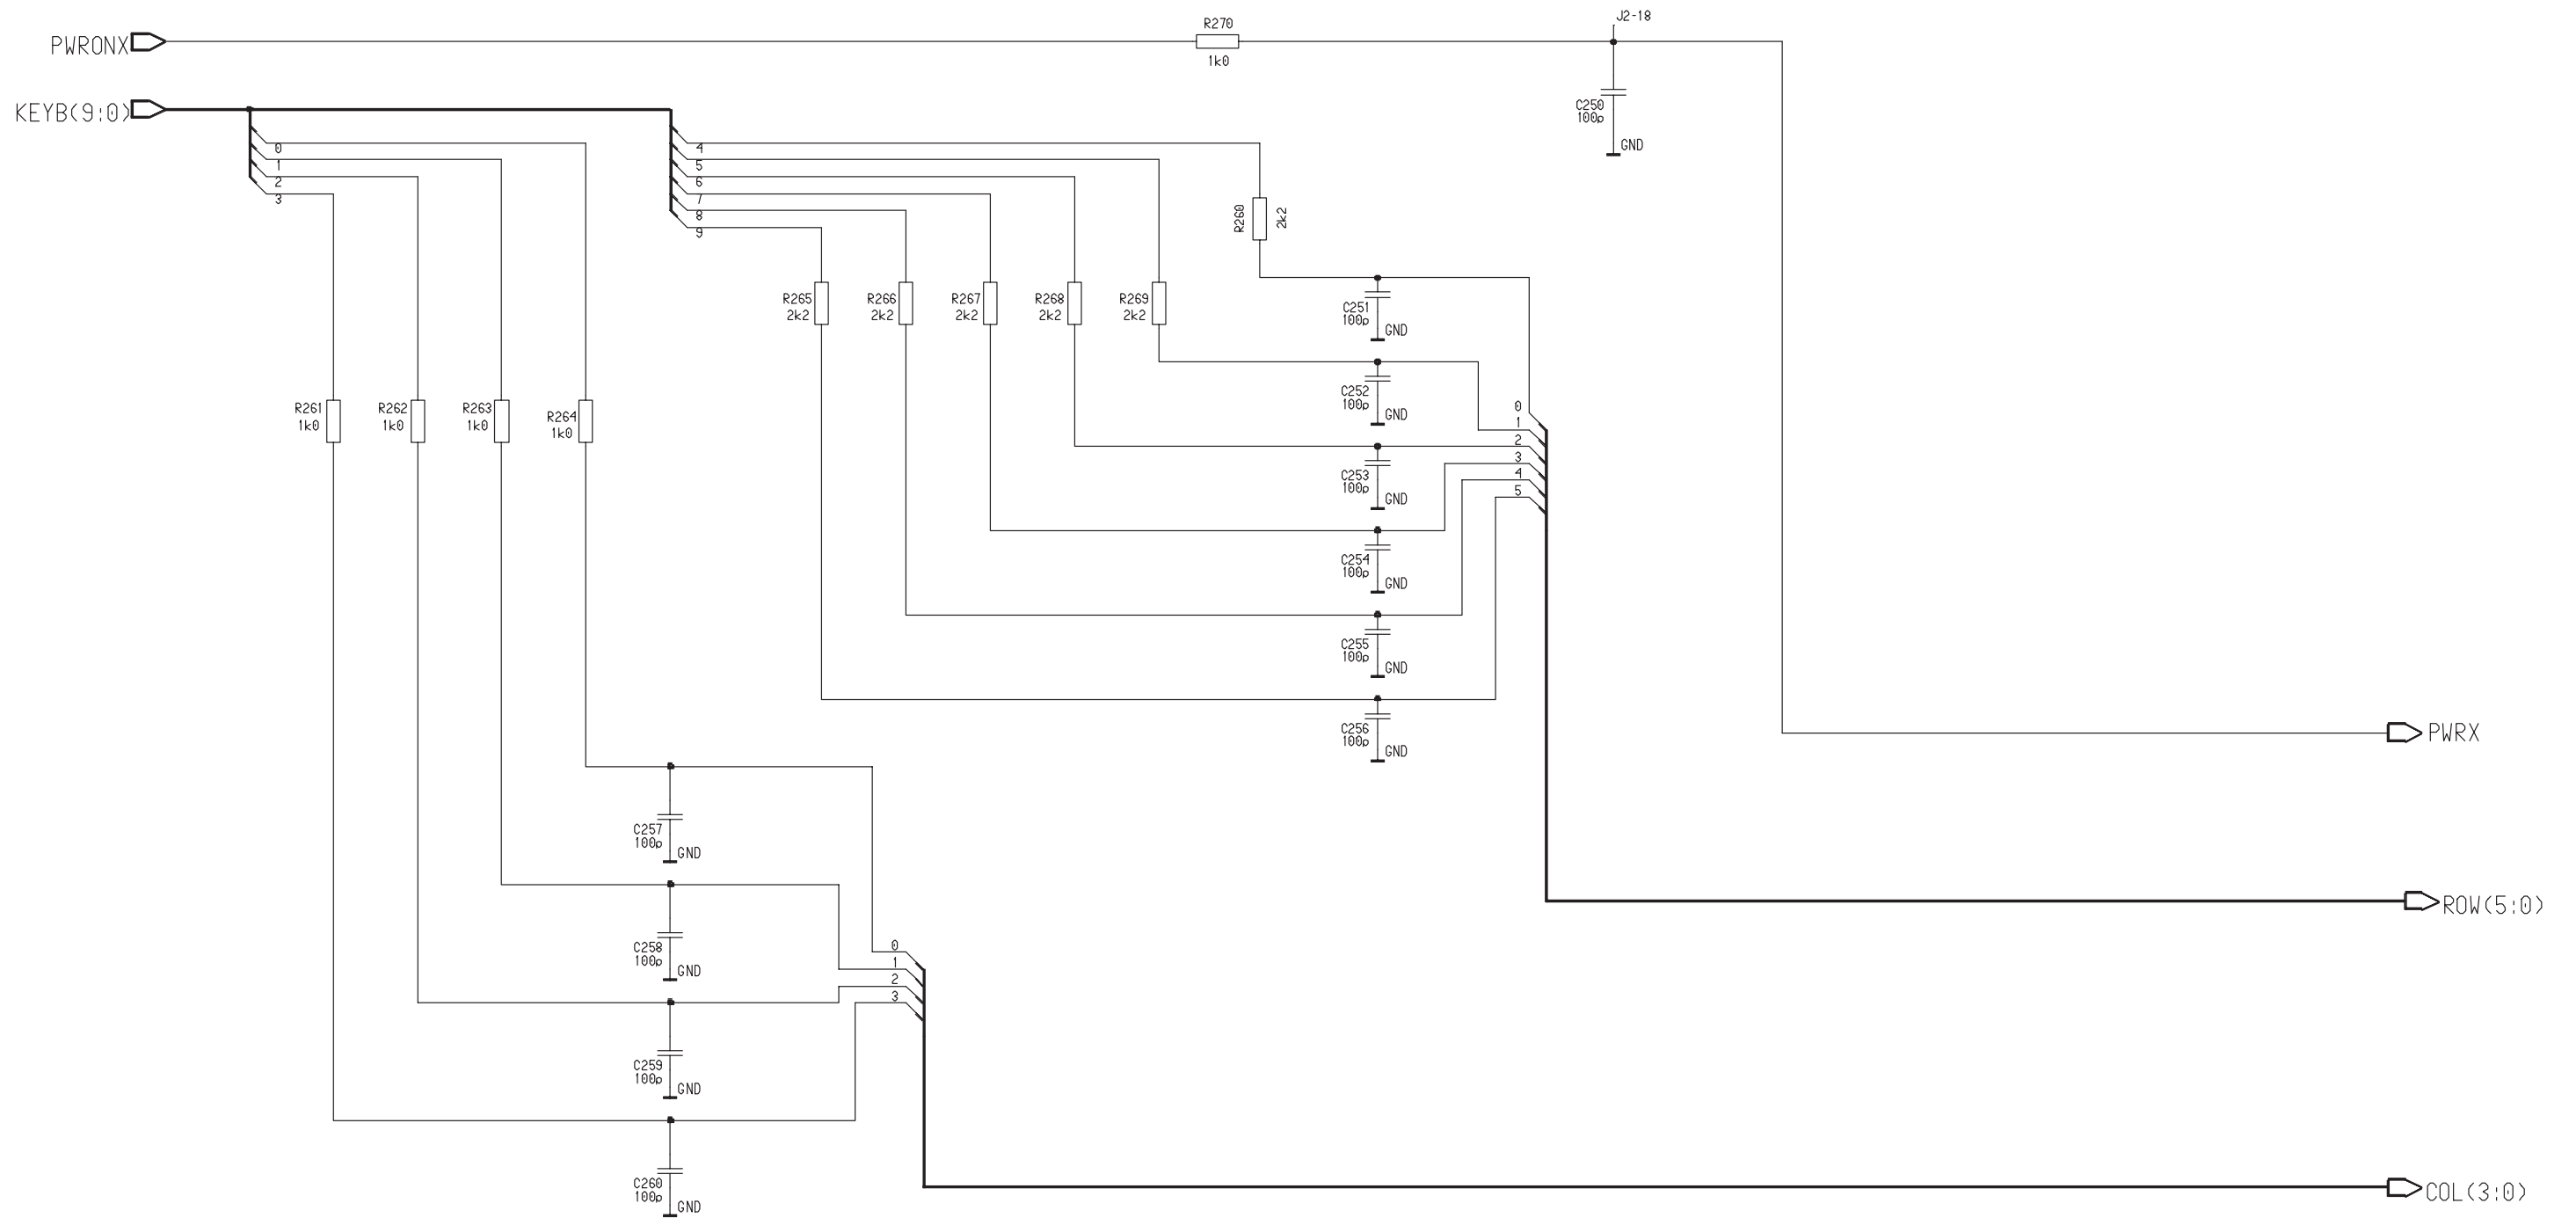 J2-18
R270
PWRONX
1k0
C250
100p
KEYB(9:0)
GND
0
1
2
3
4
5
6
7
8
9
R260
2k2
R265
2k2
R266
2k2
R267
2k2
R268
2k2
R269
2k2
C251
100p
GND
C252
100p
GND
C253
100p
GND
C254
100p
GND
C255
100p
GND
C256
100p
GND
0
1
2
3
4
5
R261
1k0
R262
1k0
R263
1k0
R264
1k0
PWRX
C257
100p
GND
C258
100p
GND
C259
100p
GND
C260
100p
GND
0
1
2
3
ROW(5:0)
COL(3:0)